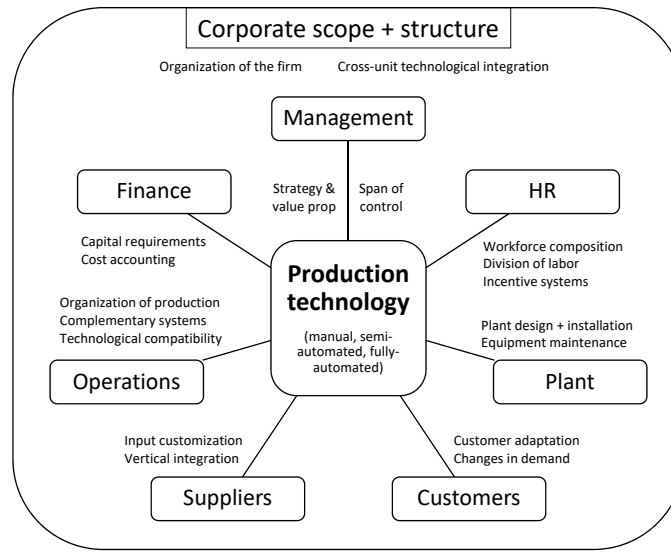 Corporate scope + structure
Organization of the firm
Cross-unit technological integration
Management
Finance
Strategy &
value prop
Span of
control
HR
Capital requirements
Cost accounting
Production
technology
(manual, semi-
automated, fully-
automated)
Workforce composition
Division of labor
Incentive systems
Organization of production
Complementary systems
Technological compatibility
Operations
Plant design + installation
Equipment maintenance
Plant
Input customization
Vertical integration
Suppliers
Customer adaptation
Changes in demand
Customers